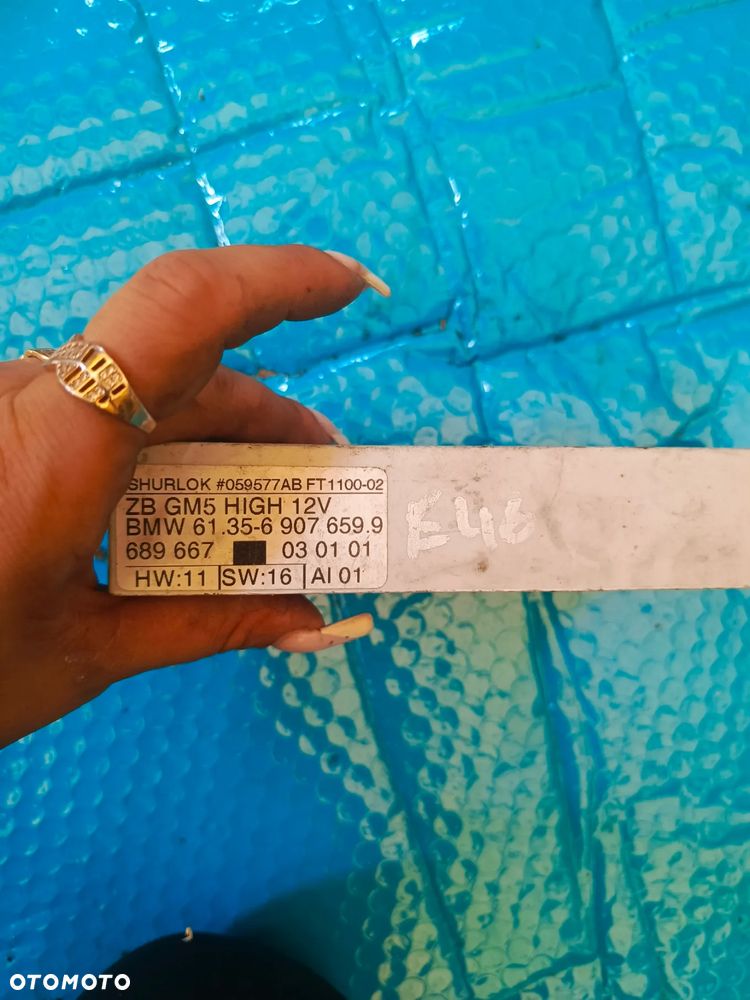 SHURLOK #059577AB FT1100-02
ZB GM5 HIGH 12V
BMW 61.35-6 907 659.9
689 667 03 01 01
HW:11 SW:16 AI 01
E46
OTOMOTO